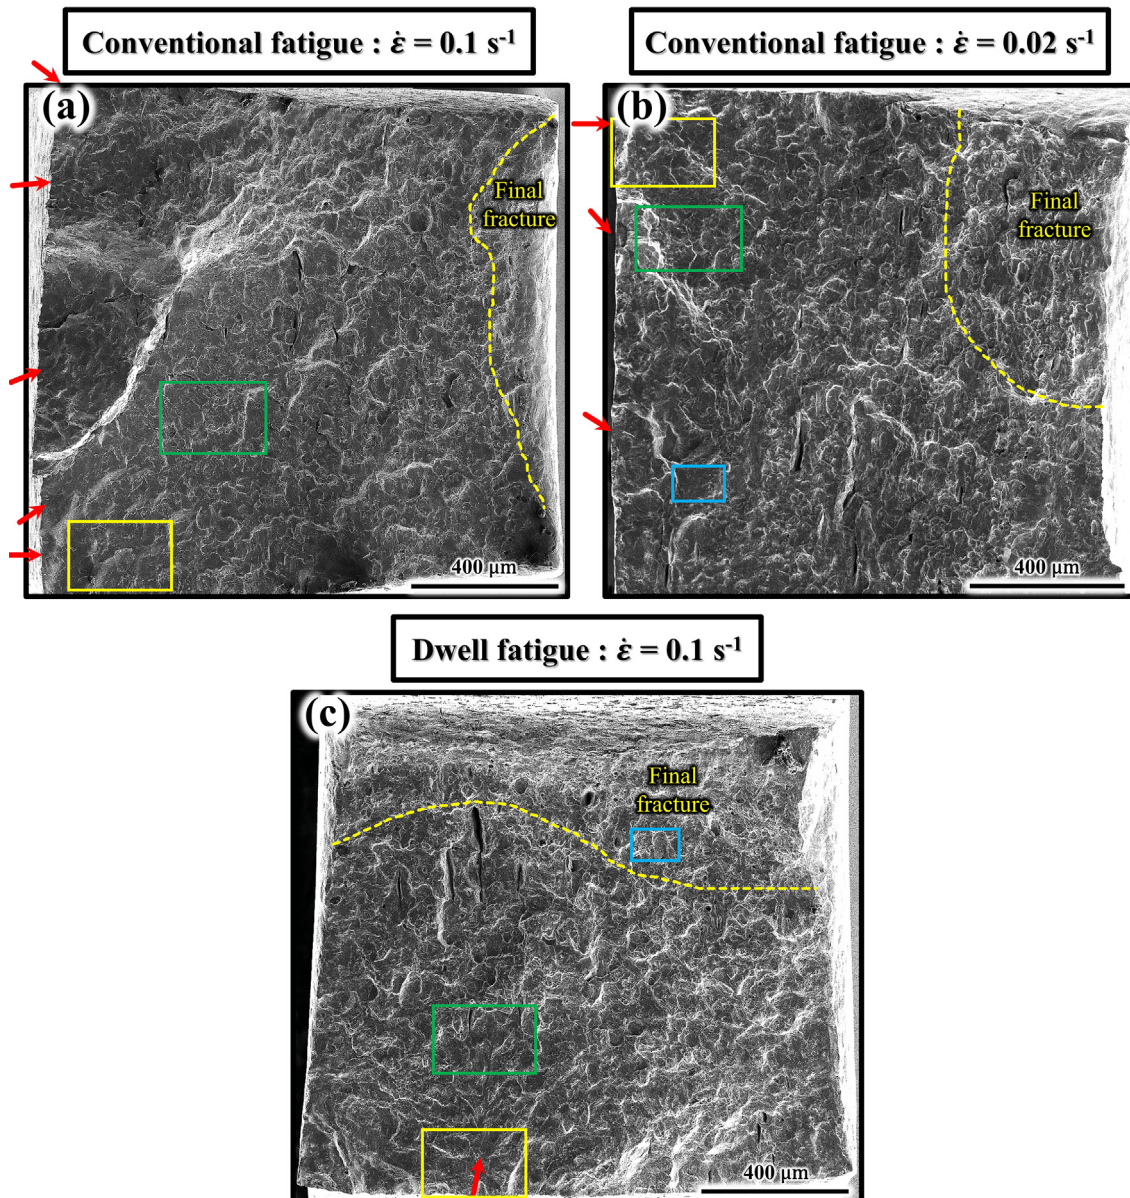 Conventional fatigue : ε̇ = 0.1 s⁻¹
Conventional fatigue : ε̇ = 0.02 s⁻¹
(a)
Final
fracture
400 µm
(b)
Final
fracture
400 µm
Dwell fatigue : ε̇ = 0.1 s⁻¹
(c)
Final
fracture
400 µm